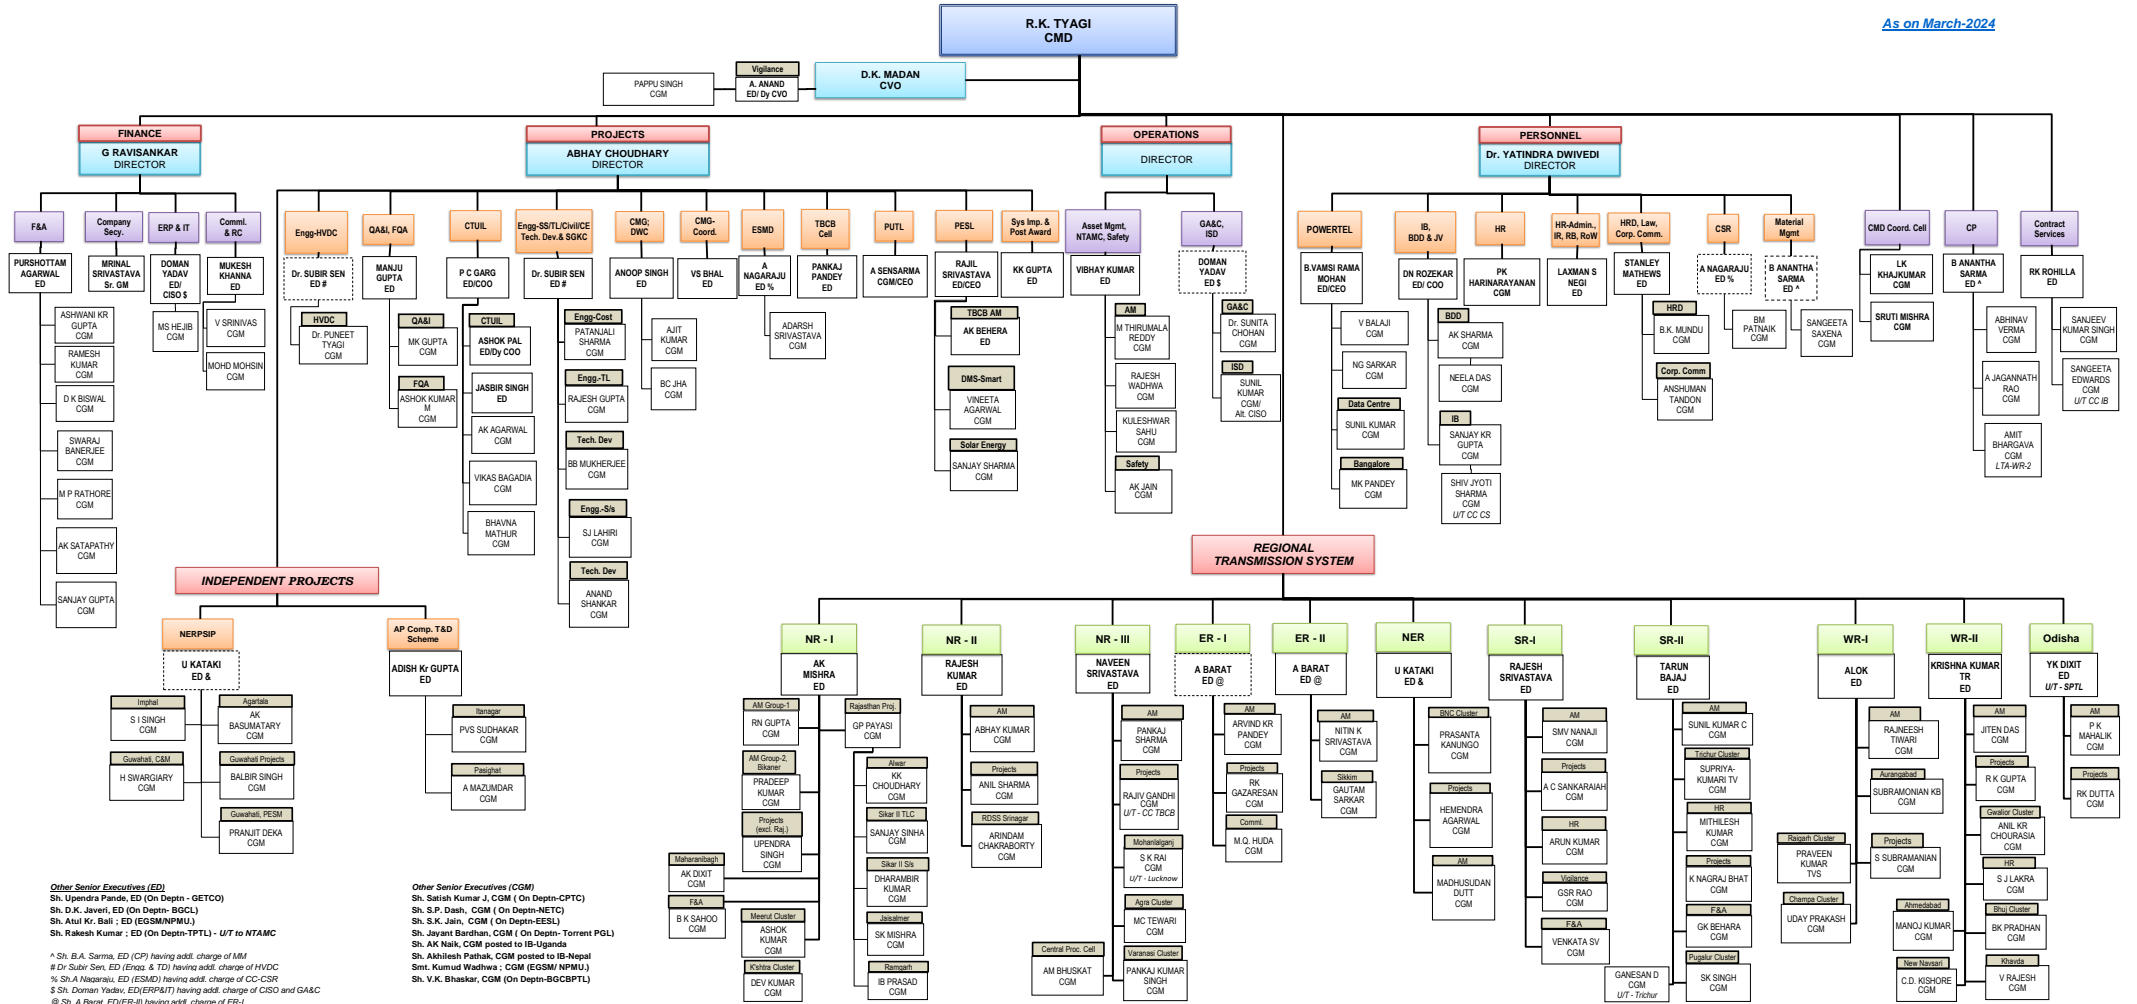 As on March-2024
R.K. TYAGI
CMD
Vigilance
PAPPU SINGH
CGM
A. ANAND
ED/ Dy CVO
D.K. MADAN
CVO
FINANCE
G RAVISANKAR
DIRECTOR
PROJECTS
ABHAY CHOUDHARY
DIRECTOR
OPERATIONS
DIRECTOR
PERSONNEL
Dr. YATINDRA DWIVEDI
DIRECTOR
F&A
PURSHOTTAM
AGARWAL
ED
ASHWANI KR
GUPTA
CGM
RAMESH
KUMAR
CGM
D K BISWAL
CGM
SWARAJ
BANERJEE
CGM
M P RATHORE
CGM
AK SATAPATHY
CGM
SANJAY GUPTA
CGM
Company
Secy.
MRINAL
SRIVASTAVA
Sr. GM
ERP & IT
DOMAN
YADAV
ED/
CISO $
MS HEJIB
CGM
Comml.
& RC
MUKESH
KHANNA
ED
V SRINIVAS
CGM
MOHD MOHSIN
CGM
Engg-HVDC
Dr. SUBIR SEN
ED #
HVDC
Dr. PUNEET
TYAGI
CGM
QA&I, FQA
MANJU
GUPTA
ED
QA&I
MK GUPTA
CGM
FQA
ASHOK KUMAR
M
CGM
CTUIL
P C GARG
ED/COO
CTUIL
ASHOK PAL
ED/Dy COO
JASBIR SINGH
ED
AK AGARWAL
CGM
VIKAS BAGADIA
CGM
BHAVNA
MATHUR
CGM
Engg-SS/TL/Civil/CE
Tech. Dev.& SGKC
Dr. SUBIR SEN
ED #
Engg-Cost
PATANJALI
SHARMA
CGM
Engg.-TL
RAJESH GUPTA
CGM
Tech. Dev
BB MUKHERJEE
CGM
Engg.-S/s
SJ LAHIRI
CGM
Tech. Dev
ANAND
SHANKAR
CGM
CMG;
DWC
ANOOP SINGH
ED
AJIT
KUMAR
CGM
BC JHA
CGM
CMG-
Coord.
VS BHAL
ED
ESMD
A
NAGARAJU
ED %
ADARSH
SRIVASTAVA
CGM
TBCB
Cell
PANKAJ
PANDEY
ED
PUTL
A SENSARMA
CGM/CEO
PESL
RAJIL
SRIVASTAVA
ED/CEO
TBCB AM
AK BEHERA
ED
DMS-Smart
VINEETA
AGARWAL
CGM
Solar Energy
SANJAY SHARMA
CGM
Sys Imp. &
Post Award
KK GUPTA
ED
Asset Mgmt,
NTAMC, Safety
VIBHAY KUMAR
ED
AM
M THIRUMALA
REDDY
CGM
RAJESH
WADHWA
CGM
KULESHWAR
SAHU
CGM
Safety
AK JAIN
CGM
GA&C,
ISD
DOMAN
YADAV
ED $
GA&C
Dr. SUNITA
CHOHAN
CGM
ISD
SUNIL
KUMAR
CGM/
Alt. CISO
POWERTEL
B.VAMSI RAMA
MOHAN
ED/CEO
V BALAJI
CGM
NG SARKAR
CGM
Data Centre
SUNIL KUMAR
CGM
Bangalore
MK PANDEY
CGM
IB,
BDD & JV
DN ROZEKAR
ED/ COO
BDD
AK SHARMA
CGM
NEELA DAS
CGM
IB
SANJAY KR
GUPTA
CGM
SHIV JYOTI
SHARMA
CGM
U/T CC CS
HR
PK
HARINARAYANAN
CGM
HR-Admin.,
IR, RB, RoW
LAXMAN S
NEGI
ED
HRD, Law,
Corp. Comm.
STANLEY
MATHEWS
ED
HRD
B.K. MUNDU
CGM
Corp. Comm
ANSHUMAN
TANDON
CGM
CSR
A NAGARAJU
ED %
BM
PATNAIK
CGM
Material
Mgmt
B ANANTHA
SARMA
ED ^
SANGEETA
SAXENA
CGM
CMD Coord. Cell
LK
KHAJKUMAR
CGM
SRUTI MISHRA
CGM
CP
B ANANTHA
SARMA
ED ^
ABHINAV
VERMA
CGM
A JAGANNATH
RAO
CGM
AMIT
BHARGAVA
CGM
LTA-WR-2
Contract
Services
RK ROHILLA
ED
SANJEEV
KUMAR SINGH
CGM
SANGEETA
EDWARDS
CGM
U/T CC IB
INDEPENDENT PROJECTS
NERPSIP
U KATAKI
ED &
Imphal
S I SINGH
CGM
Agartala
AK
BASUMATARY
CGM
Guwahati, C&M
H SWARGIARY
CGM
Guwahati Projects
BALBIR SINGH
CGM
Guwahati, PESM
PRANJIT DEKA
CGM
AP Comp. T&D
Scheme
ADISH Kr GUPTA
ED
Itanagar
PVS SUDHAKAR
CGM
Pasighat
A MAZUMDAR
CGM
REGIONAL
TRANSMISSION SYSTEM
NR - I
AK
MISHRA
ED
AM Group-1
RN GUPTA
CGM
AM Group-2,
Bikaner
PRADEEP
KUMAR
CGM
Projects
(excl. Raj.)
UPENDRA
SINGH
CGM
Maharanibagh
AK DIXIT
CGM
F&A
B K SAHOO
CGM
Meerut Cluster
ASHOK
KUMAR
CGM
K'shtra Cluster
DEV KUMAR
CGM
Rajasthan Proj.
GP PAYASI
CGM
Alwar
KK
CHOUDHARY
CGM
Sikar II TLC
SANJAY SINHA
CGM
Sikar II S/s
DHARAMBIR
KUMAR
CGM
Jaisalmer
SK MISHRA
CGM
Ramgarh
IB PRASAD
CGM
NR - II
RAJESH
KUMAR
ED
AM
ABHAY KUMAR
CGM
Projects
ANIL SHARMA
CGM
RDSS Srinagar
ARINDAM
CHAKRABORTY
CGM
NR - III
NAVEEN
SRIVASTAVA
ED
AM
PANKAJ
SHARMA
CGM
Projects
RAJIV GANDHI
CGM
U/T - CC TBCB
Mohanlalganj
S K RAI
CGM
U/T - Lucknow
Agra Cluster
MC TEWARI
CGM
Central Proc. Cell
AM BHUSKAT
CGM
Varanasi Cluster
PANKAJ KUMAR
SINGH
CGM
ER - I
A BARAT
ED @
AM
ARVIND KR
PANDEY
CGM
Projects
RK
GAZARESAN
CGM
Comml.
M.Q. HUDA
CGM
ER - II
A BARAT
ED @
AM
NITIN K
SRIVASTAVA
CGM
Sikkim
GAUTAM
SARKAR
CGM
NER
U KATAKI
ED &
BNC Cluster
PRASANTA
KANUNGO
CGM
Projects
HEMENDRA
AGARWAL
CGM
AM
MADHUSUDAN
DUTT
CGM
SR-I
RAJESH
SRIVASTAVA
ED
AM
SMV NANAJI
CGM
Projects
A C SANKARAIAH
CGM
HR
ARUN KUMAR
CGM
Vigilance
GSR RAO
CGM
F&A
VENKATA SV
CGM
SR-II
TARUN
BAJAJ
ED
AM
SUNIL KUMAR C
CGM
Trichur Cluster
SUPRIYA-
KUMARI TV
CGM
HR
MITHILESH
KUMAR
CGM
Projects
K NAGRAJ BHAT
CGM
F&A
GK BEHARA
CGM
Pugalur Cluster
SK SINGH
CGM
GANESAN D
CGM
U/T - Trichur
WR-I
ALOK
ED
AM
RAJNEESH
TIWARI
CGM
Aurangabad
SUBRAMONIAN KB
CGM
Raigarh Cluster
PRAVEEN
KUMAR
TVS
Projects
S SUBRAMANIAN
CGM
Champa Cluster
UDAY PRAKASH
CGM
WR-II
KRISHNA KUMAR
TR
ED
AM
JITEN DAS
CGM
Projects
R K GUPTA
CGM
Gwalior Cluster
ANIL KR
CHOURASIA
CGM
HR
S J LAKRA
CGM
Ahmedabad
MANOJ KUMAR
CGM
Bhuj Cluster
BK PRADHAN
CGM
New Navsari
C.D. KISHORE
CGM
Khavda
V RAJESH
CGM
Odisha
YK DIXIT
ED
U/T - SPTL
AM
P K
MAHALIK
CGM
Projects
RK DUTTA
CGM
Other Senior Executives (ED)
Sh. Upendra Pande, ED (On Deptn - GETCO)
Sh. D.K. Javeri, ED (On Deptn- BGCL)
Sh. Atul Kr. Bali ; ED (EGSM/NPMU.)
Sh. Rakesh Kumar ; ED (On Deptn-TPTL) - U/T to NTAMC
^ Sh. B.A. Sarma, ED (CP) having addl. charge of MM
# Dr Subir Sen, ED (Engg. & TD) having addl. charge of HVDC
% Sh.A Nagaraju, ED (ESMD) having addl. charge of CC-CSR
$ Sh. Doman Yadav, ED(ERP&IT) having addl. charge of CISO and GA&C
@ Sh. A Barat, ED(ER-II) having addl. charge of ER-I
Other Senior Executives (CGM)
Sh. Satish Kumar J, CGM ( On Deptn-CPTC)
Sh. S.P. Dash, CGM ( On Deptn-NETC)
Sh. S.K. Jain, CGM ( On Deptn-EESL)
Sh. Jayant Bardhan, CGM ( On Deptn- Torrent PGL)
Sh. AK Naik, CGM posted to IB-Uganda
Sh. Akhilesh Pathak, CGM posted to IB-Nepal
Smt. Kumud Wadhwa ; CGM (EGSM/ NPMU.)
Sh. V.K. Bhaskar, CGM (On Deptn-BGCBPTL)